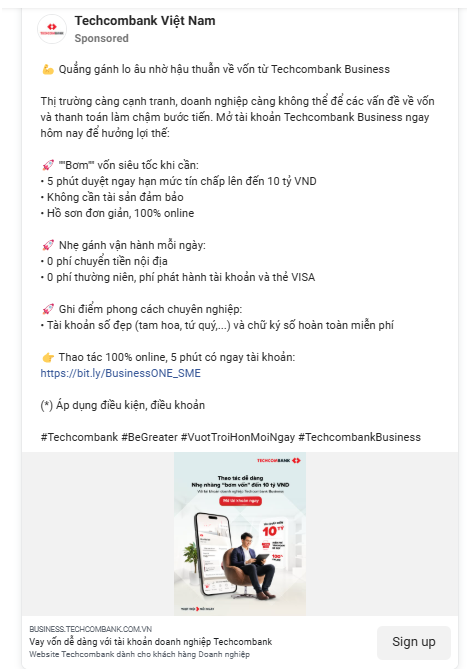 Techcombank Việt Nam
Sponsored
💪 Quẳng gánh lo âu nhờ hậu thuẫn về vốn từ Techcombank Business
Thị trường càng cạnh tranh, doanh nghiệp càng không thể để các vấn đề về vốn
và thanh toán làm chậm bước tiến. Mở tài khoản Techcombank Business ngay
hôm nay để hưởng lợi thế:
🚀 ""Bơm"" vốn siêu tốc khi cần:
• 5 phút duyệt ngay hạn mức tín chấp lên đến 10 tỷ VND
• Không cần tài sản đảm bảo
• Hồ sơn đơn giản, 100% online
🚀 Nhẹ gánh vận hành mỗi ngày:
• 0 phí chuyển tiền nội địa
• 0 phí thường niên, phí phát hành tài khoản và thẻ VISA
🚀 Ghi điểm phong cách chuyên nghiệp:
• Tài khoản số đẹp (tam hoa, tứ quý,...) và chữ ký số hoàn toàn miễn phí
👉 Thao tác 100% online, 5 phút có ngay tài khoản:
https://bit.ly/BusinessONE_SME
(*) Áp dụng điều kiện, điều khoản
#Techcombank #BeGreater #VuotTroiHonMoiNgay #TechcombankBusiness
TECHCOMBANK
Thao tác dễ dàng
Nhẹ nhàng "bơm vốn" đến 10 tỷ VND
Mở tài khoản ngay
10 TỶ
100%
BUSINESS.TECHCOMBANK.COM.VN
Vay vốn dễ dàng với tài khoản doanh nghiệp Techcombank
Website Techcombank dành cho khách hàng Doanh nghiệp
Sign up